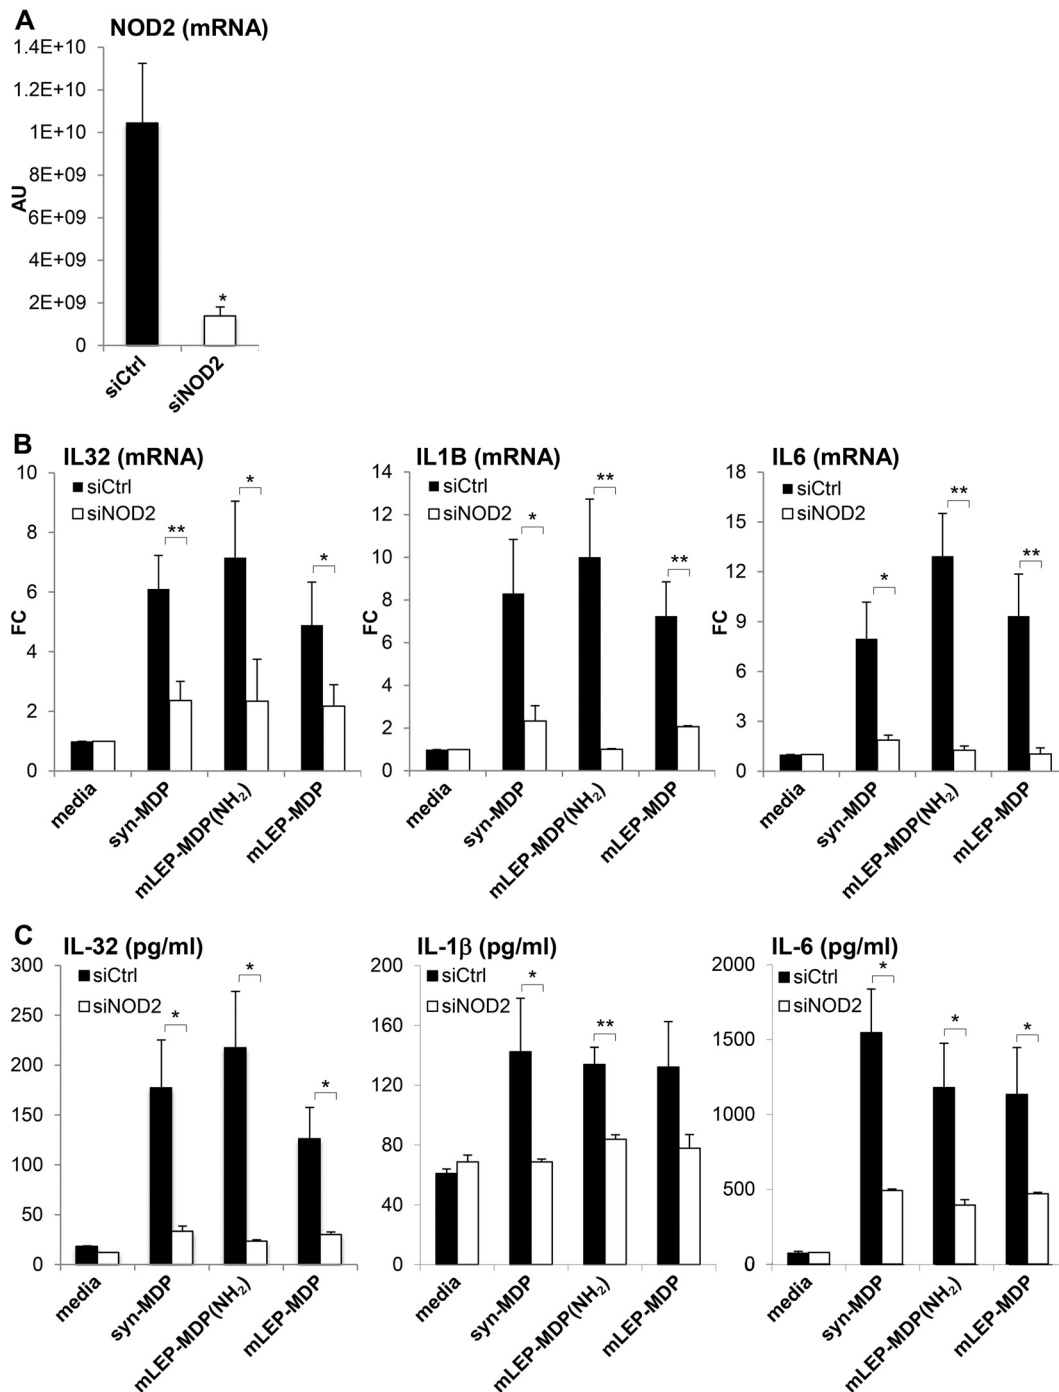 A
NOD2 (mRNA)
1.4E+10
1.2E+10
1E+10
8E+09
6E+09
4E+09
2E+09
0
AU
*
siCtrl
siNOD2
B
IL32 (mRNA)
10
8
6
4
2
0
FC
siCtrl
siNOD2
**
*
*
media
syn-MDP
mLEP-MDP(NH₂)
mLEP-MDP
IL1B (mRNA)
14
12
10
8
6
4
2
0
FC
siCtrl
siNOD2
*
**
**
media
syn-MDP
mLEP-MDP(NH₂)
mLEP-MDP
IL6 (mRNA)
18
15
12
9
6
3
0
FC
siCtrl
siNOD2
*
**
**
media
syn-MDP
mLEP-MDP(NH₂)
mLEP-MDP
C
IL-32 (pg/ml)
300
250
200
150
100
50
0
siCtrl
siNOD2
*
*
*
media
syn-MDP
mLEP-MDP(NH₂)
mLEP-MDP
IL-1β (pg/ml)
200
160
120
80
40
0
siCtrl
siNOD2
*
**
media
syn-MDP
mLEP-MDP(NH₂)
mLEP-MDP
IL-6 (pg/ml)
2000
1500
1000
500
0
siCtrl
siNOD2
*
*
*
media
syn-MDP
mLEP-MDP(NH₂)
mLEP-MDP